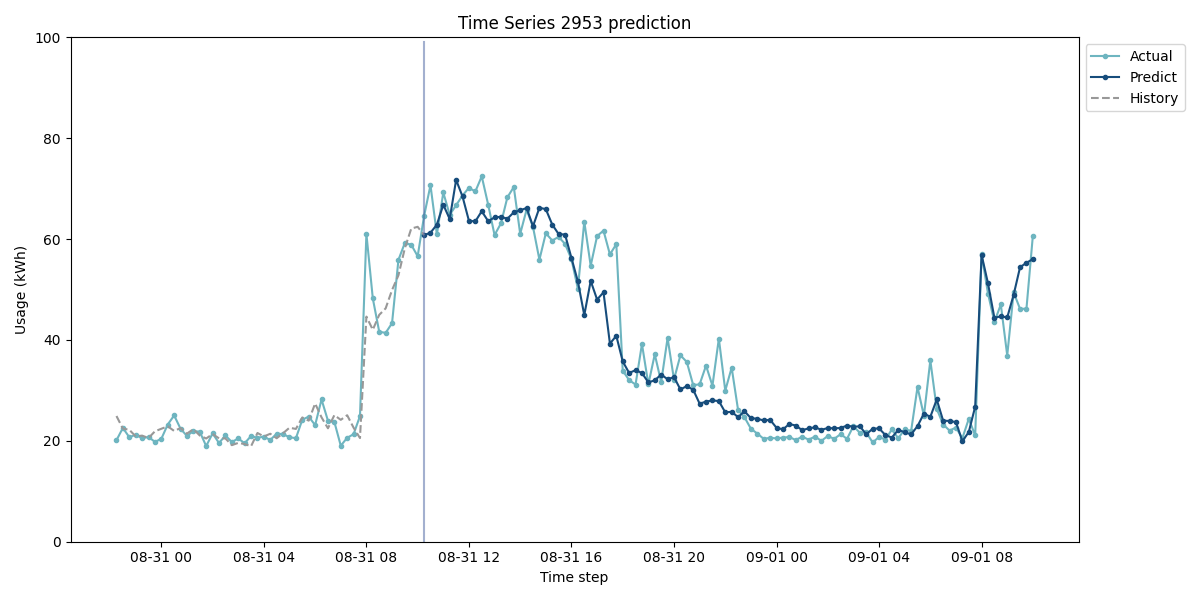 Time Series 2953 prediction
Usage (kWh)
100
80
60
40
20
0
08-31 00
08-31 04
08-31 08
08-31 12
08-31 16
08-31 20
09-01 00
09-01 04
09-01 08
Time step
Actual
Predict
History